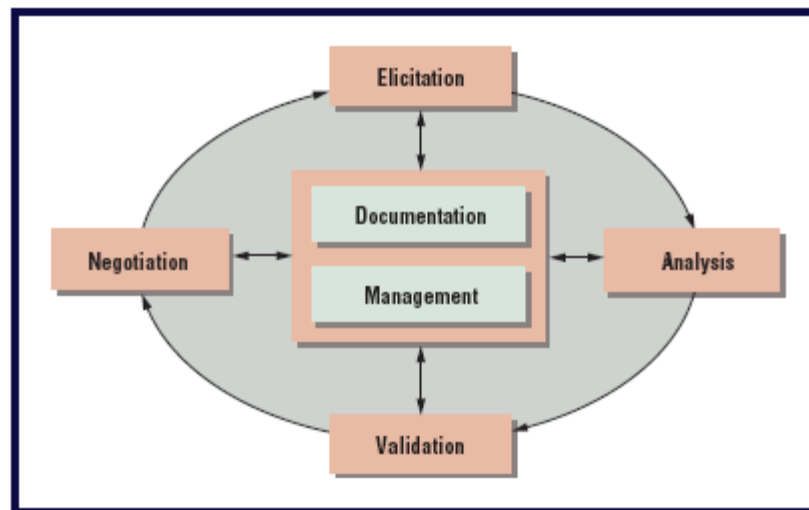 Elicitation
Documentation
Negotiation
Analysis
Management
Validation